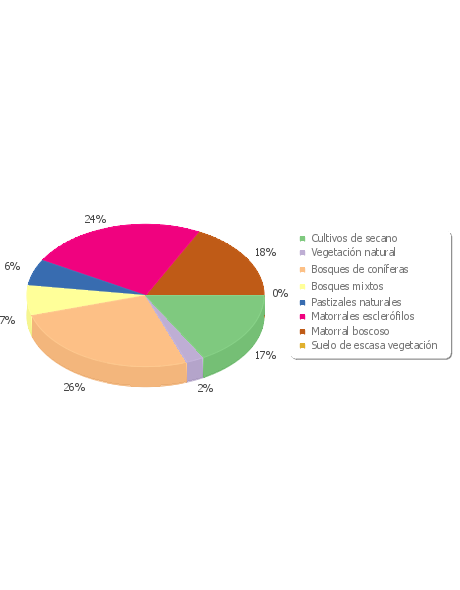 24%
18%
6%
0%
7%
17%
26%
2%
Cultivos de secano
Vegetación natural
Bosques de coníferas
Bosques mixtos
Pastizales naturales
Matorrales esclerófilos
Matorral boscoso
Suelo de escasa vegetación